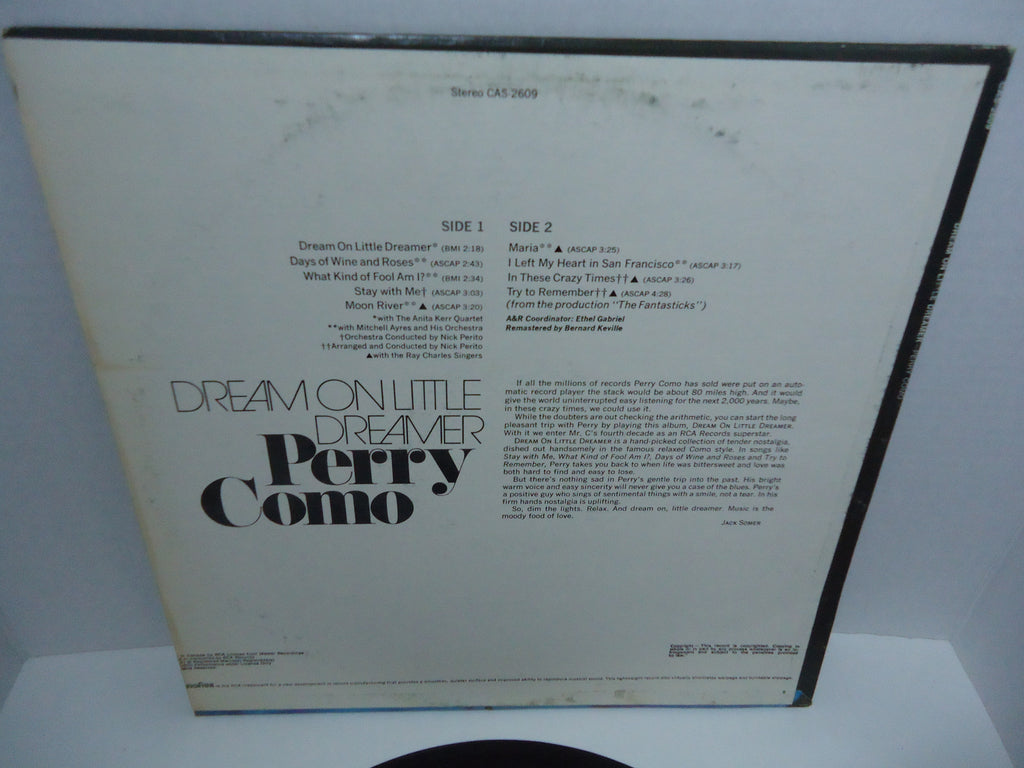 Stereo CAS-2609
SIDE 1
Dream On Little Dreamer* (BMI 2:18)
Days of Wine and Roses** (ASCAP 2:43)
What Kind of Fool Am I?** (BMI 2:34)
Stay with Me† (ASCAP 3:03)
Moon River**▲ (ASCAP 3:20)
*with The Anita Kerr Quartet
**with Mitchell Ayres and His Orchestra
†Orchestra Conducted by Nick Perito
††Arranged and Conducted by Nick Perito
▲with the Ray Charles Singers
SIDE 2
Maria**▲ (ASCAP 3:25)
I Left My Heart in San Francisco** (ASCAP 3:17)
In These Crazy Times††▲ (ASCAP 3:26)
Try to Remember††▲ (ASCAP 4:28)
(from the production "The Fantasticks")
A&R Coordinator: Ethel Gabriel
Remastered by Bernard Keville
DREAM ON LITTLE
DREAMER
Perry
Como
If all the millions of records Perry Como has sold were put on an auto-
matic record player the stack would be about 80 miles high. And it would
give the world uninterrupted easy listening for the next 2,000 years. Maybe,
in these crazy times, we could use it.
While the doubters are out checking the arithmetic, you can start the long
pleasant trip with Perry by playing this album, DREAM ON LITTLE DREAMER.
With it we enter Mr. C's fourth decade as an RCA Records superstar.
DREAM ON LITTLE DREAMER is a hand-picked collection of tender nostalgia,
dished out handsomely in the famous relaxed Como style. In songs like
Stay with Me, What Kind of Fool Am I?, Days of Wine and Roses and Try to
Remember, Perry takes you back to when life was bittersweet and love was
both hard to find and easy to lose.
But there's nothing sad in Perry's gentle trip into the past. His bright
warm voice and easy sincerity will never give you a case of the blues. Perry's
a positive guy who sings of sentimental things with a smile, not a tear. In his
firm hands nostalgia is uplifting.
So, dim the lights. Relax. And dream on, little dreamer. Music is the
moody food of love.
JACK SOMER
Copyright - This record is copyrighted. Copying in
DREAM ON LITTLE DREAMER PERRY COMO